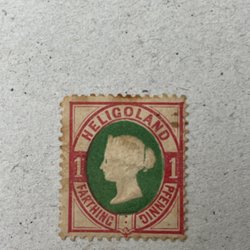 HELIGOLAND
1 1
FARTHING
PFENNIG